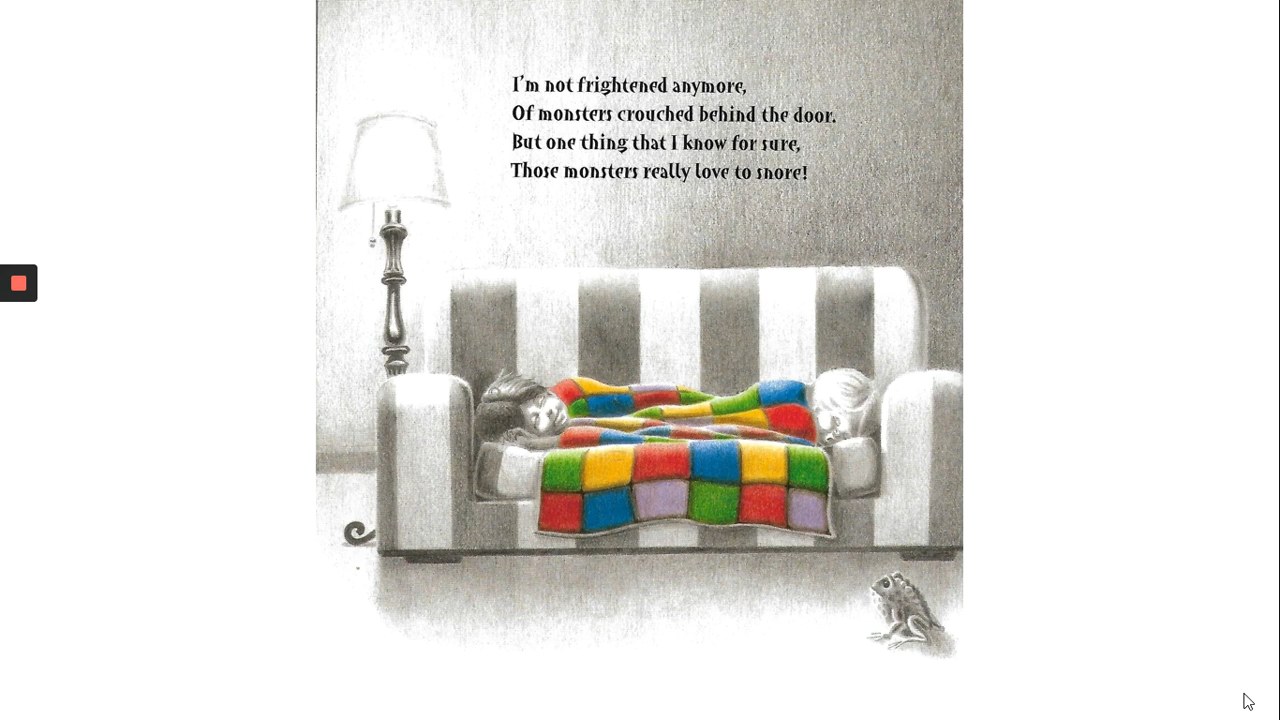 I'm not frightened anymore,
Of monsters crouched behind the door.
But one thing that I know for sure,
Those monsters really love to snore!